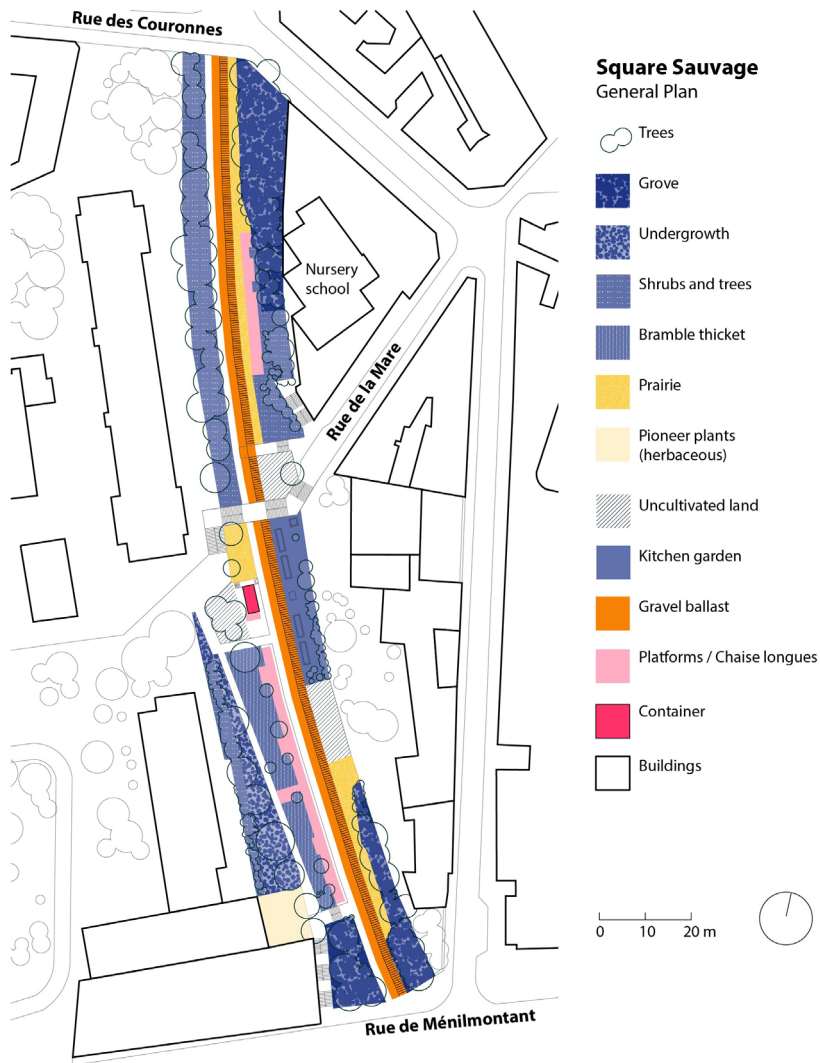 Rue des Couronnes
Nursery
school
Rue de la Mare
Rue de Ménilmontant
Square Sauvage
General Plan
Trees
Grove
Undergrowth
Shrubs and trees
Bramble thicket
Prairie
Pioneer plants
(herbaceous)
Uncultivated land
Kitchen garden
Gravel ballast
Platforms / Chaise longues
Container
Buildings
0 10 20 m